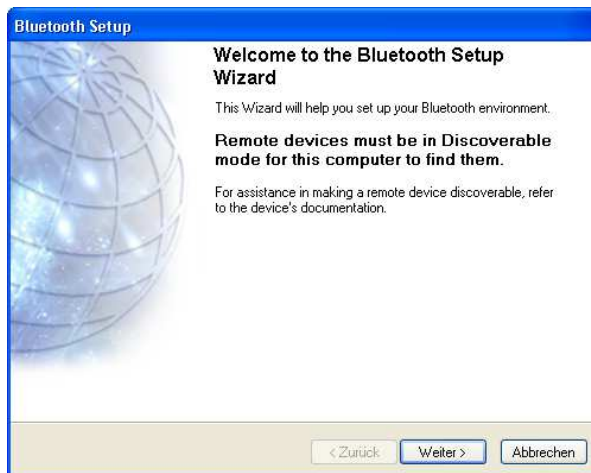 Bluetooth Setup
Welcome to the Bluetooth Setup
Wizard
This Wizard will help you set up your Bluetooth environment.
Remote devices must be in Discoverable
mode for this computer to find them.
For assistance in making a remote device discoverable, refer
to the device's documentation.
< Zurück Weiter > Abbrechen